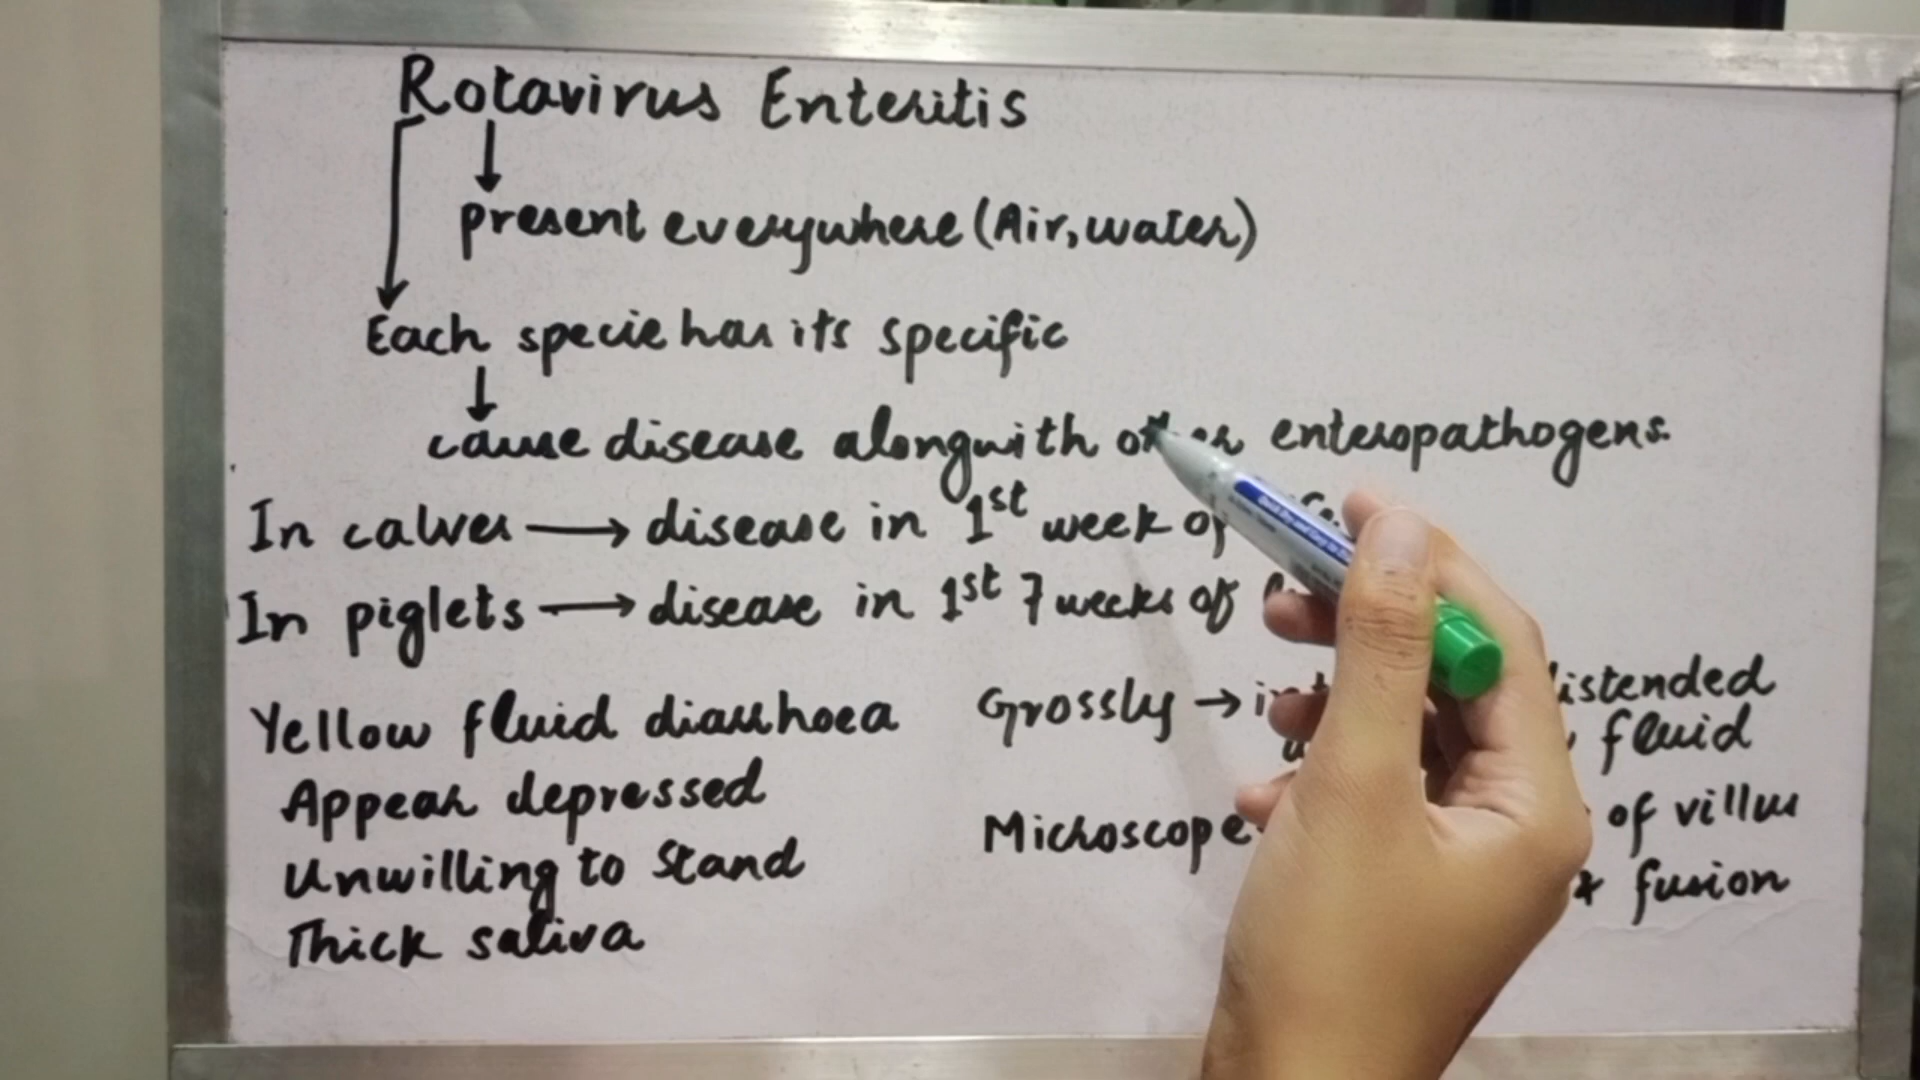 Rotavirus Enteritis
present everywhere (Air, water)
Each specie has its specific
cause disease alongwith other enteropathogens.
In calves → disease in 1st week of
In piglets → disease in 1st 7 weeks of
Yellow fluid diarrhoea
Appear depressed
Unwilling to stand
Thick saliva
Grossly → distended
fluid
Microscope of villus
fusion